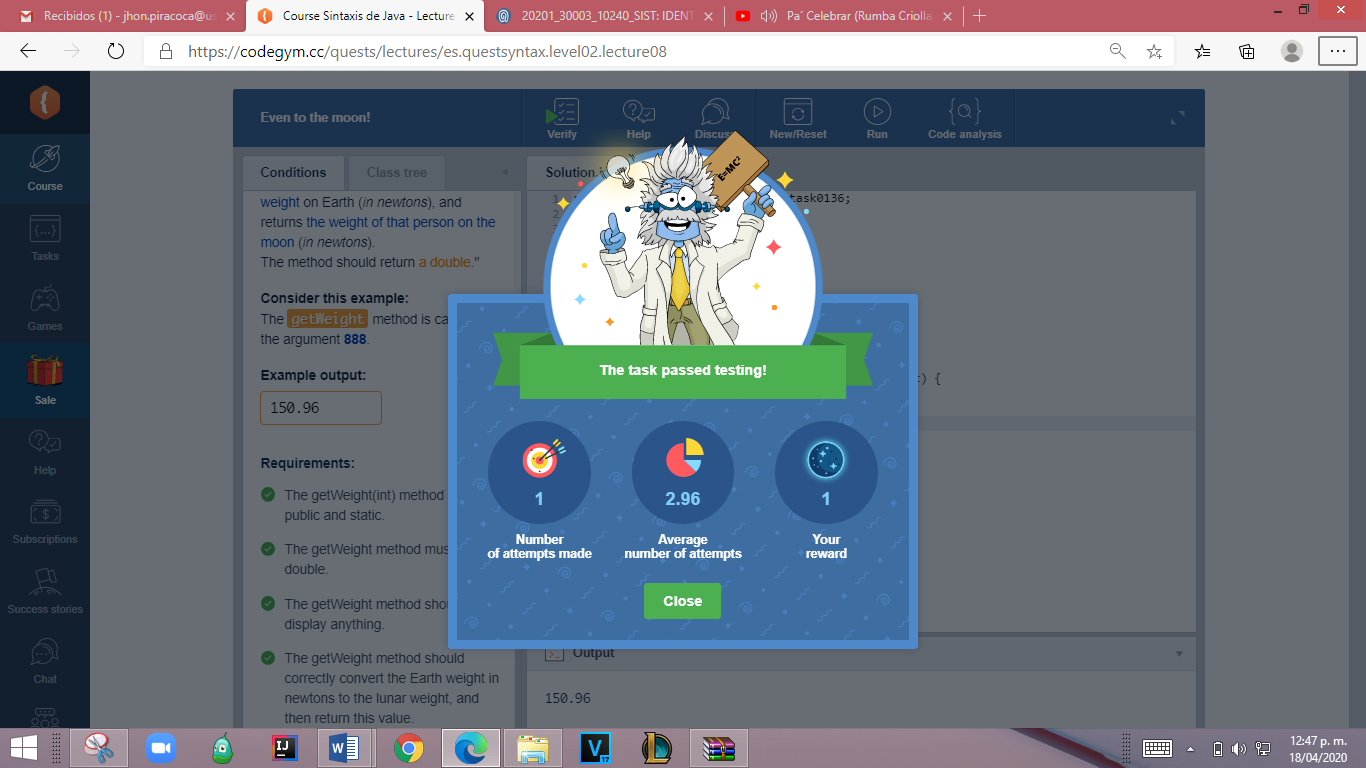 Recibidos (1) - jhon.piracoca@us
Course Sintaxis de Java - Lecture
20201_30003_10240_SIST: IDENT
Pa´ Celebrar (Rumba Criolla
https://codegym.cc/quests/lectures/es.questsyntax.level02.lecture08
Even to the moon!
Verify
Help
Discuss
New/Reset
Run
Code analysis
Course
Tasks
Games
Sale
Help
Subscriptions
Success stories
Chat
Conditions
Class tree
weight on Earth (in newtons), and
returns the weight of that person on the
moon (in newtons).
The method should return a double."
Consider this example:
The getWeight method is ca
the argument 888.
Example output:
150.96
Requirements:
The getWeight(int) method
public and static.
The getWeight method mus
double.
The getWeight method sho
display anything.
The getWeight method should
correctly convert the Earth weight in
newtons to the lunar weight, and
then return this value.
Solution.j
1
task0136;
2
) {
E=MC²
The task passed testing!
1
Number
of attempts made
2.96
Average
number of attempts
1
Your
reward
Close
Output
150.96
12:47 p. m.
18/04/2020